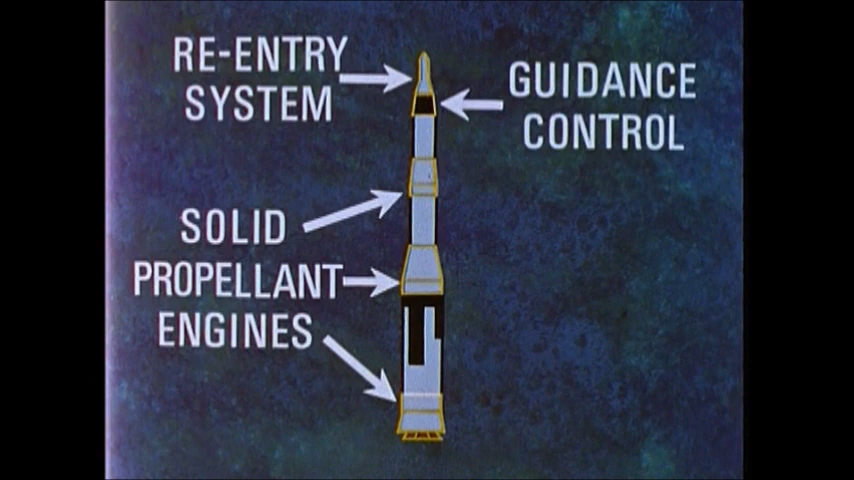 RE-ENTRY
SYSTEM
GUIDANCE
CONTROL
SOLID
PROPELLANT
ENGINES